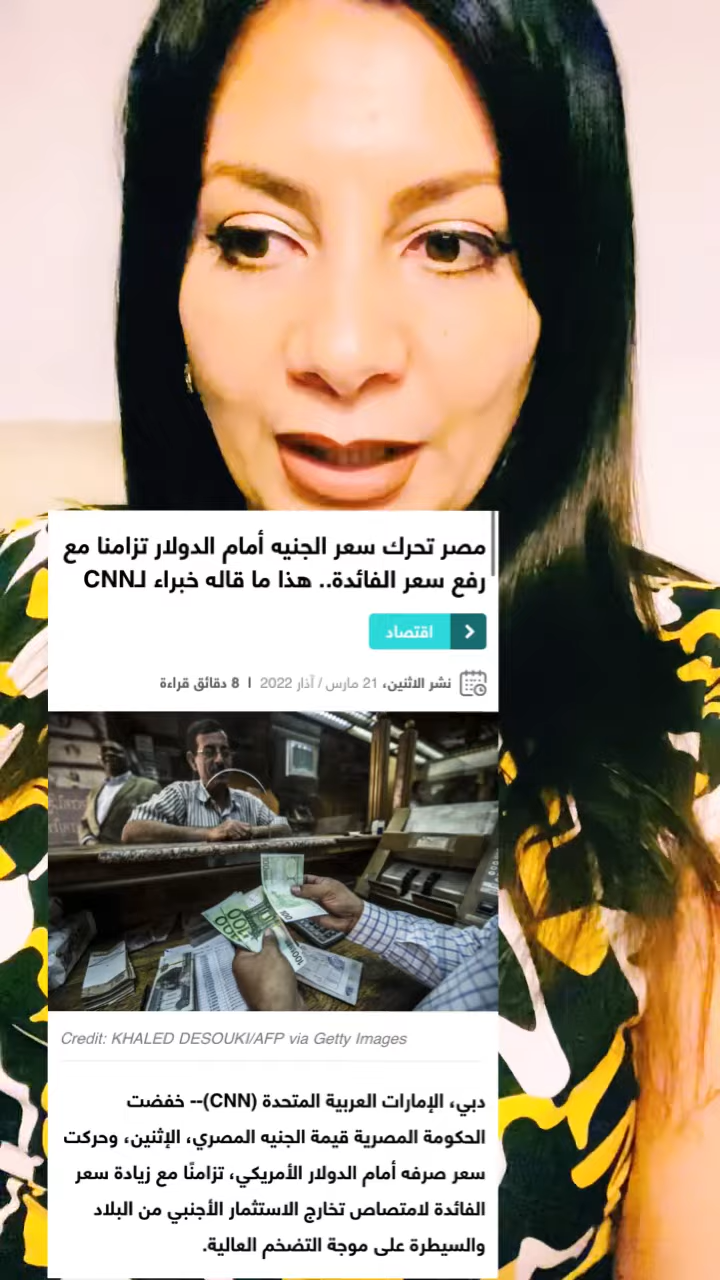 مصر تحرك سعر الجنيه أمام الدولار تزامنا مع
رفع سعر الفائدة.. هذا ما قاله خبراء لـCNN
اقتصاد
نشر الاثنين، 21 مارس / آذار 2022 | 8 دقائق قراءة
100
100
100
Credit: KHALED DESOUKI/AFP via Getty Images
دبي، الإمارات العربية المتحدة (CNN)-- خفضت
الحكومة المصرية قيمة الجنيه المصري، الإثنين، وحركت
سعر صرفه أمام الدولار الأمريكي، تزامنًا مع زيادة سعر
الفائدة لامتصاص تخارج الاستثمار الأجنبي من البلاد
والسيطرة على موجة التضخم العالية.